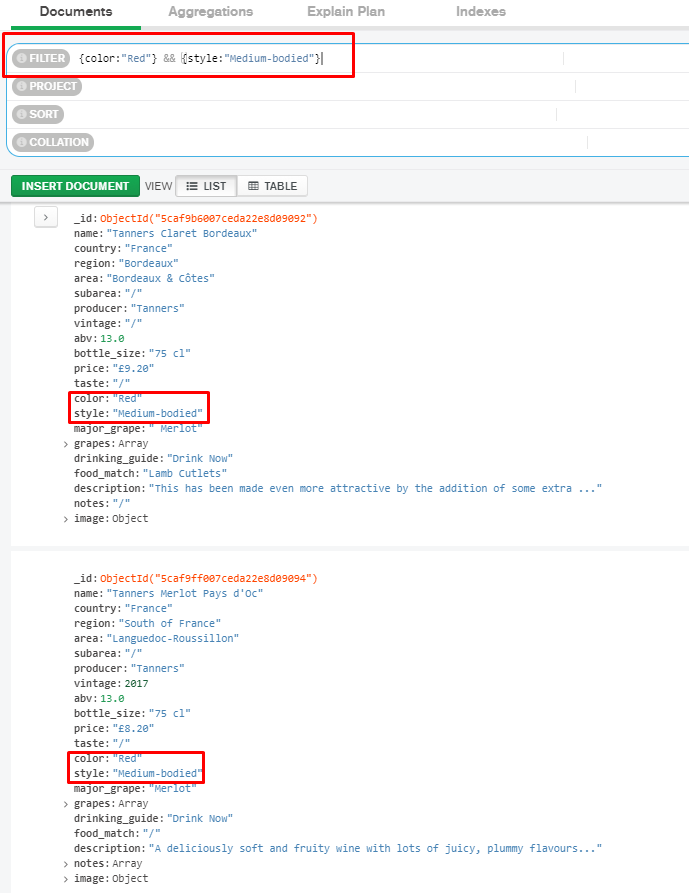 Documents Aggregations Explain Plan Indexes
FILTER {color:"Red"} && {style:"Medium-bodied"}
PROJECT
SORT
COLLATION
INSERT DOCUMENT VIEW LIST TABLE
_id:ObjectId("5caf9b6007ceda22e8d09092")
name:"Tanners Claret Bordeaux"
country:"France"
region:"Bordeaux"
area:"Bordeaux & Côtes"
subarea:"/"
producer:"Tanners"
vintage:"/"
abv:13.0
bottle_size:"75 cl"
price:"£9.20"
taste:"/"
color:"Red"
style:"Medium-bodied"
major_grape:" Merlot"
grapes:Array
drinking_guide:"Drink Now"
food_match:"Lamb Cutlets"
description:"This has been made even more attractive by the addition of some extra ..."
notes:"/"
image:Object
_id:ObjectId("5caf9ff007ceda22e8d09094")
name:"Tanners Merlot Pays d'Oc"
country:"France"
region:"South of France"
area:"Languedoc-Roussillon"
subarea:"/"
producer:"Tanners"
vintage:2017
abv:13.0
bottle_size:"75 cl"
price:"£8.20"
taste:"/"
color:"Red"
style:"Medium-bodied"
major_grape:"Merlot"
grapes:Array
drinking_guide:"Drink Now"
food_match:"/"
description:"A deliciously soft and fruity wine with lots of juicy, plummy flavours..."
notes:Array
image:Object